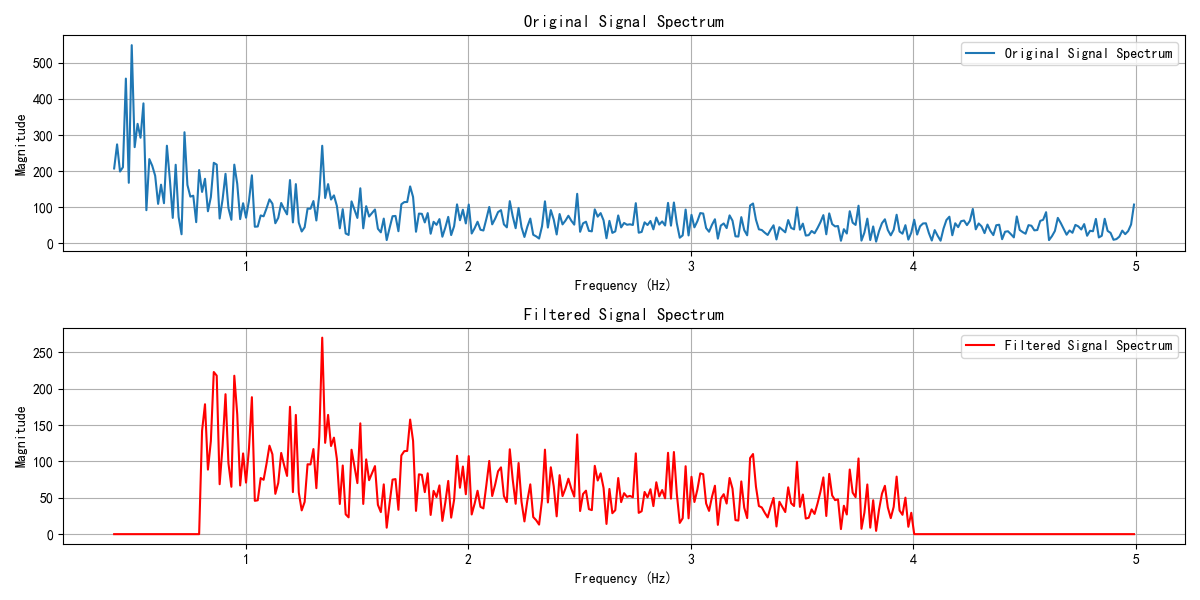 Original Signal Spectrum
Original Signal Spectrum
Magnitude
500
400
300
200
100
0
1
2
3
4
5
Frequency (Hz)
Filtered Signal Spectrum
Filtered Signal Spectrum
Magnitude
250
200
150
100
50
0
1
2
3
4
5
Frequency (Hz)